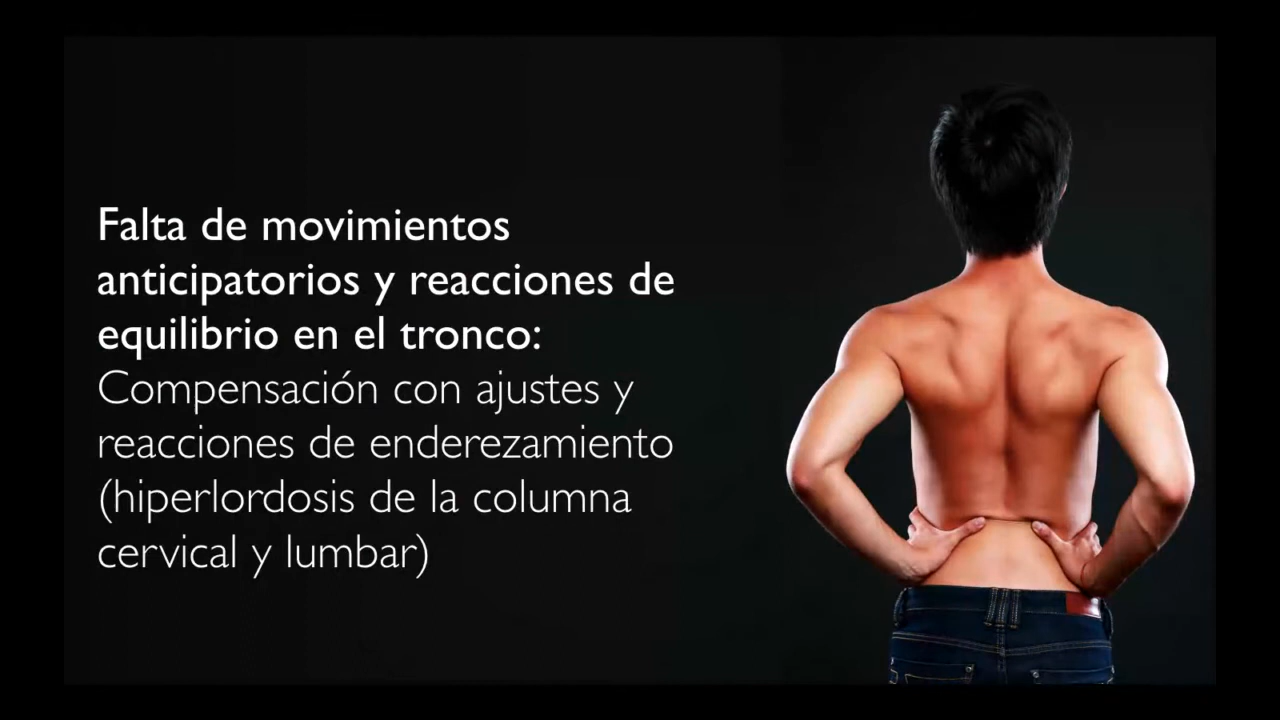 Falta de movimientos
anticipatorios y reacciones de
equilibrio en el tronco:
Compensación con ajustes y
reacciones de enderezamiento
(hiperlordosis de la columna
cervical y lumbar)